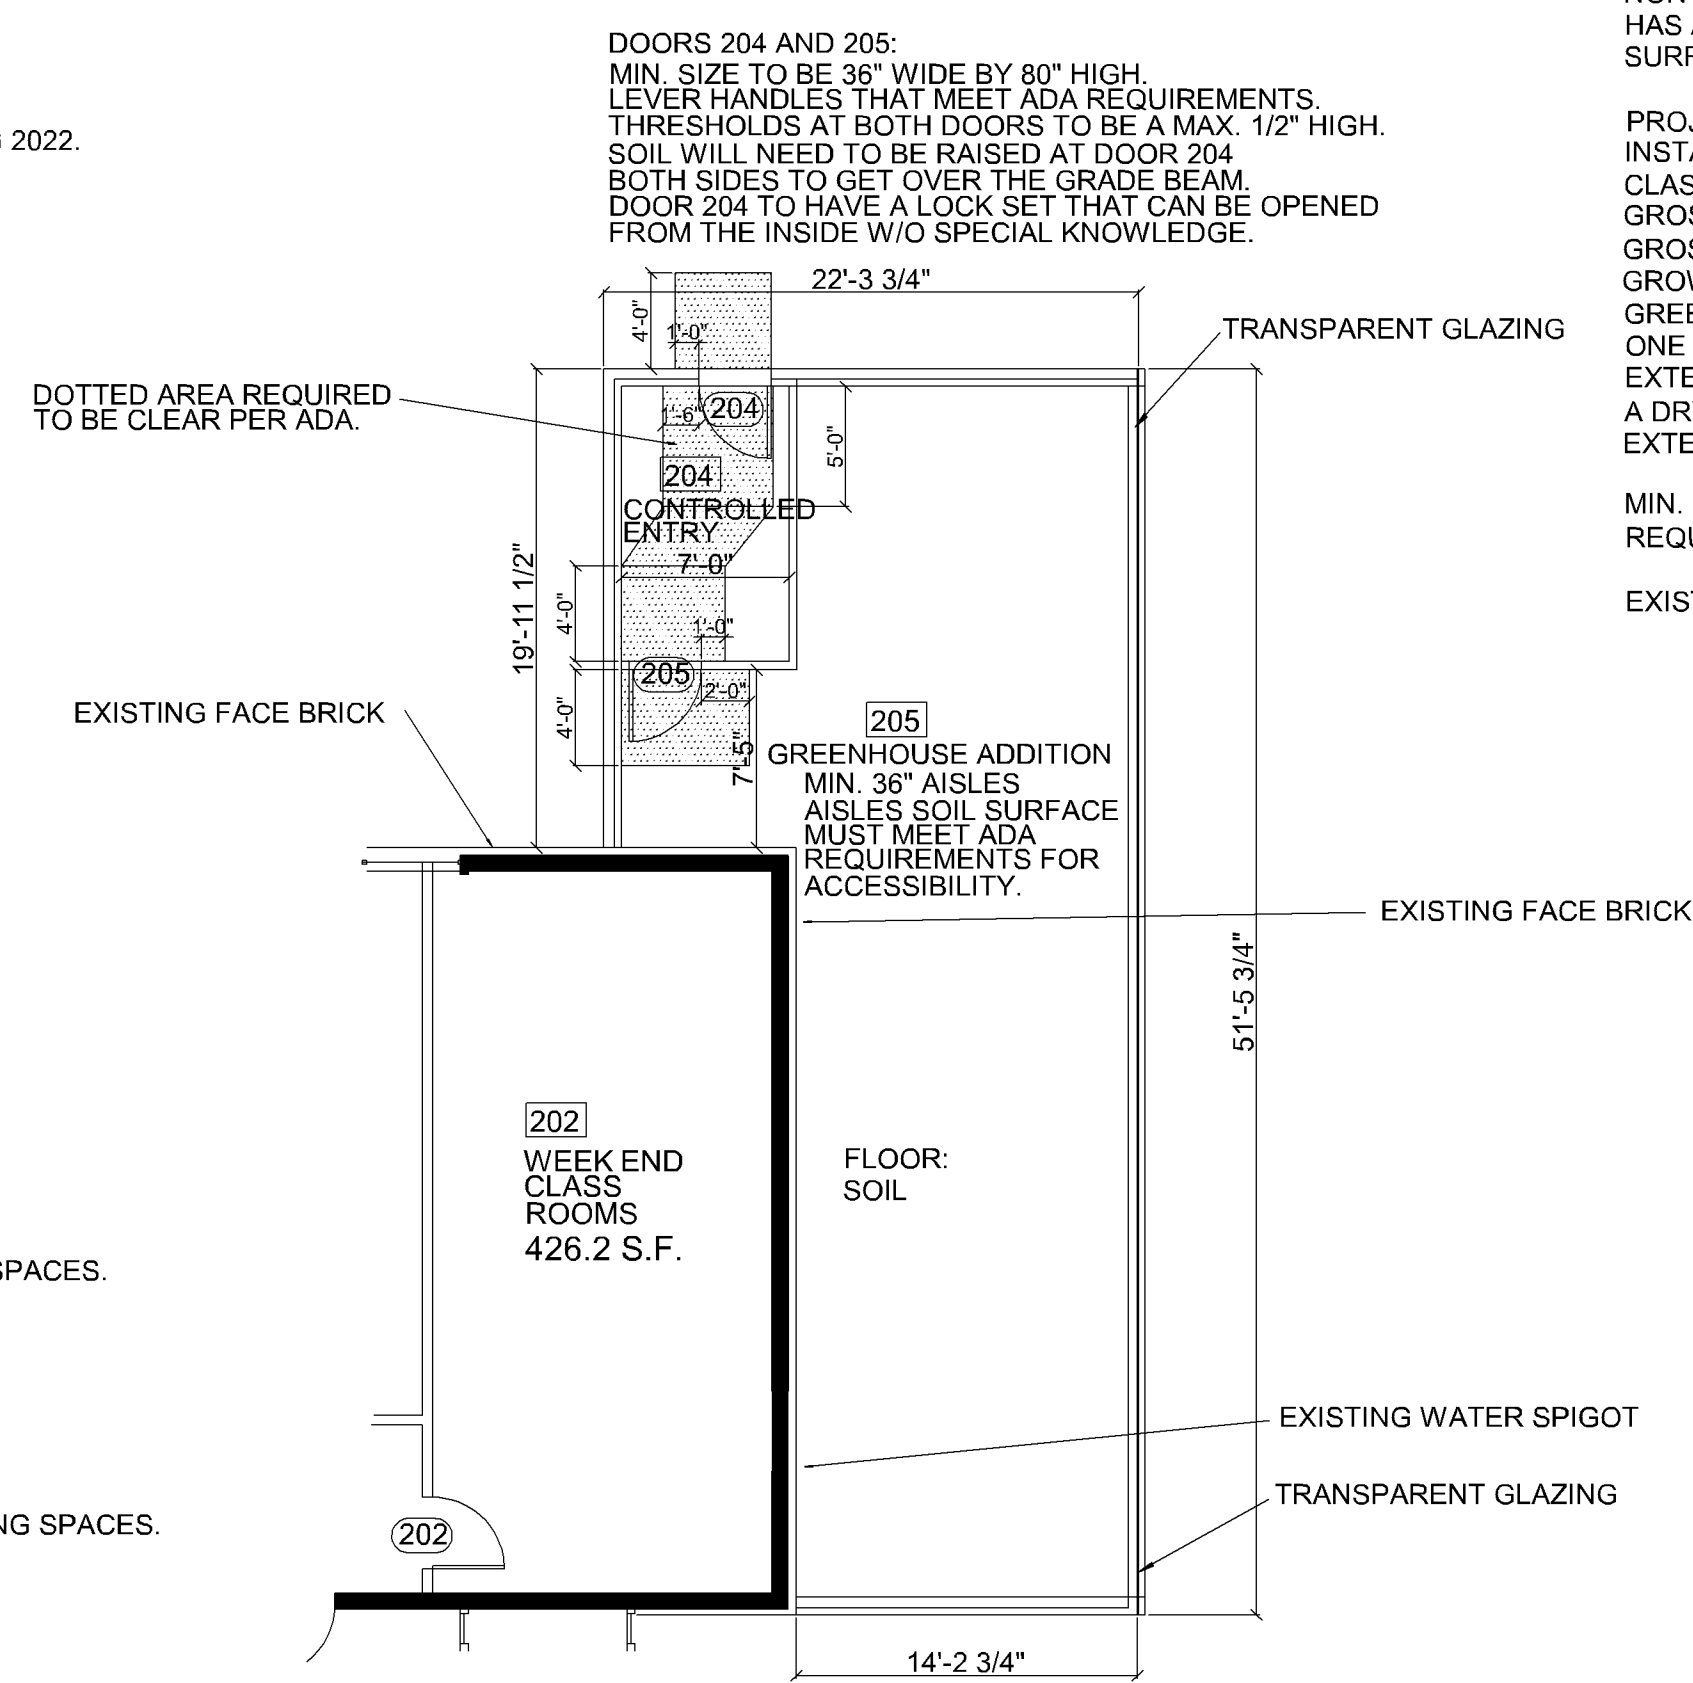 DOORS 204 AND 205:
MIN. SIZE TO BE 36" WIDE BY 80" HIGH.
LEVER HANDLES THAT MEET ADA REQUIREMENTS.
THRESHOLDS AT BOTH DOORS TO BE A MAX. 1/2" HIGH.
SOIL WILL NEED TO BE RAISED AT DOOR 204
BOTH SIDES TO GET OVER THE GRADE BEAM.
DOOR 204 TO HAVE A LOCK SET THAT CAN BE OPENED
FROM THE INSIDE W/O SPECIAL KNOWLEDGE.
2022.
HAS
PROJ
INSTA
CLAS
GROS
GROS
GROW
GREE
ONE
EXTE
A DR
EXTE
MIN.
REQU
EXIS
22'-3 3/4"
4'-0"
1'-0"
TRANSPARENT GLAZING
DOTTED AREA REQUIRED
TO BE CLEAR PER ADA.
1'-6"
204
5'-0"
204
CONTROLLED
ENTRY
7'-0"
19'-11 1/2"
4'-0"
1'-0"
205
2'-0"
4'-0"
7'-5"
EXISTING FACE BRICK
205
GREENHOUSE ADDITION
MIN. 36" AISLES
AISLES SOIL SURFACE
MUST MEET ADA
REQUIREMENTS FOR
ACCESSIBILITY.
EXISTING FACE BRICK
51'-5 3/4"
202
WEEK END
CLASS
ROOMS
426.2 S.F.
FLOOR:
SOIL
SPACES.
EXISTING WATER SPIGOT
TRANSPARENT GLAZING
NG SPACES.
202
14'-2 3/4"